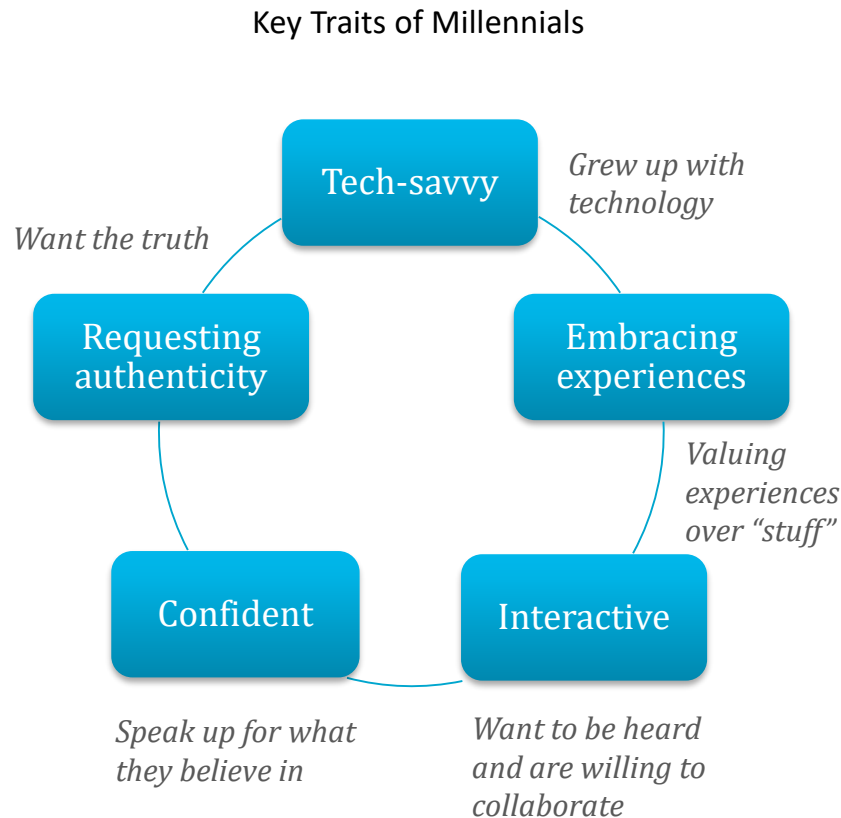 Key Traits of Millennials
Tech-savvy
Grew up with
technology
Want the truth
Requesting
authenticity
Embracing
experiences
Valuing
experiences
over “stuff”
Confident
Interactive
Speak up for what
they believe in
Want to be heard
and are willing to
collaborate